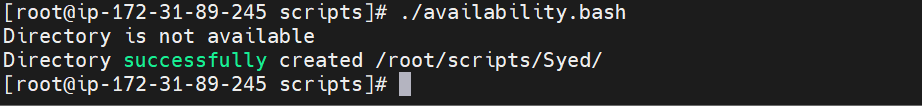 [root@ip-172-31-89-245 scripts]# ./availability.bash
Directory is not available
Directory successfully created /root/scripts/Syed/
[root@ip-172-31-89-245 scripts]#